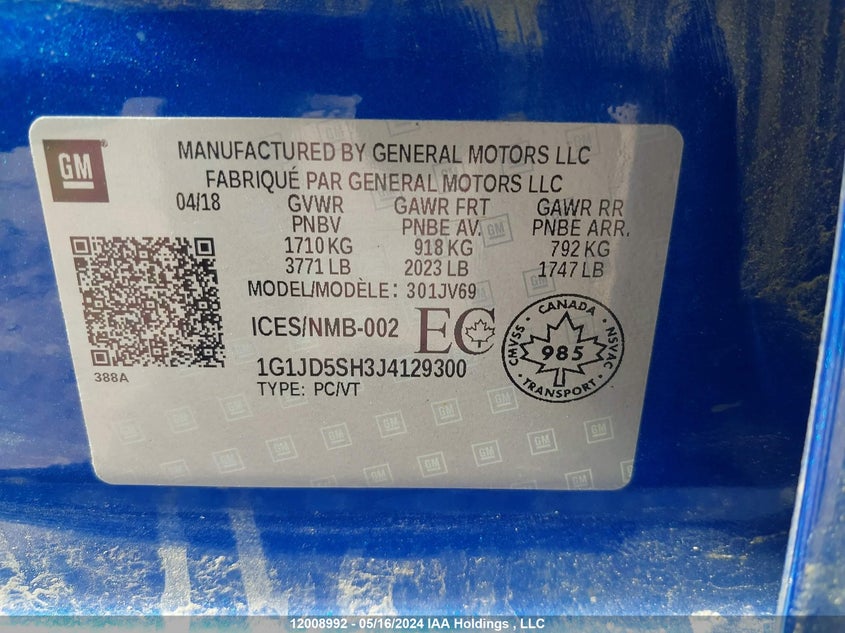 GM
MANUFACTURED BY GENERAL MOTORS LLC
FABRIQUÉ PAR GENERAL MOTORS LLC
04/18 GVWR GAWR FRT GAWR RR
PNBV PNBE AV. PNBE ARR.
1710 KG 918 KG 792 KG
3771 LB 2023 LB 1747 LB
MODEL/MODÈLE: 301JV69
ICES/NMB-002 EC
CANADA
CMVSS 985 NSVAC
TRANSPORT
388A
1G1JD5SH3J4129300
TYPE: PC/VT
12008992 - 05/16/2024 IAA Holdings , LLC